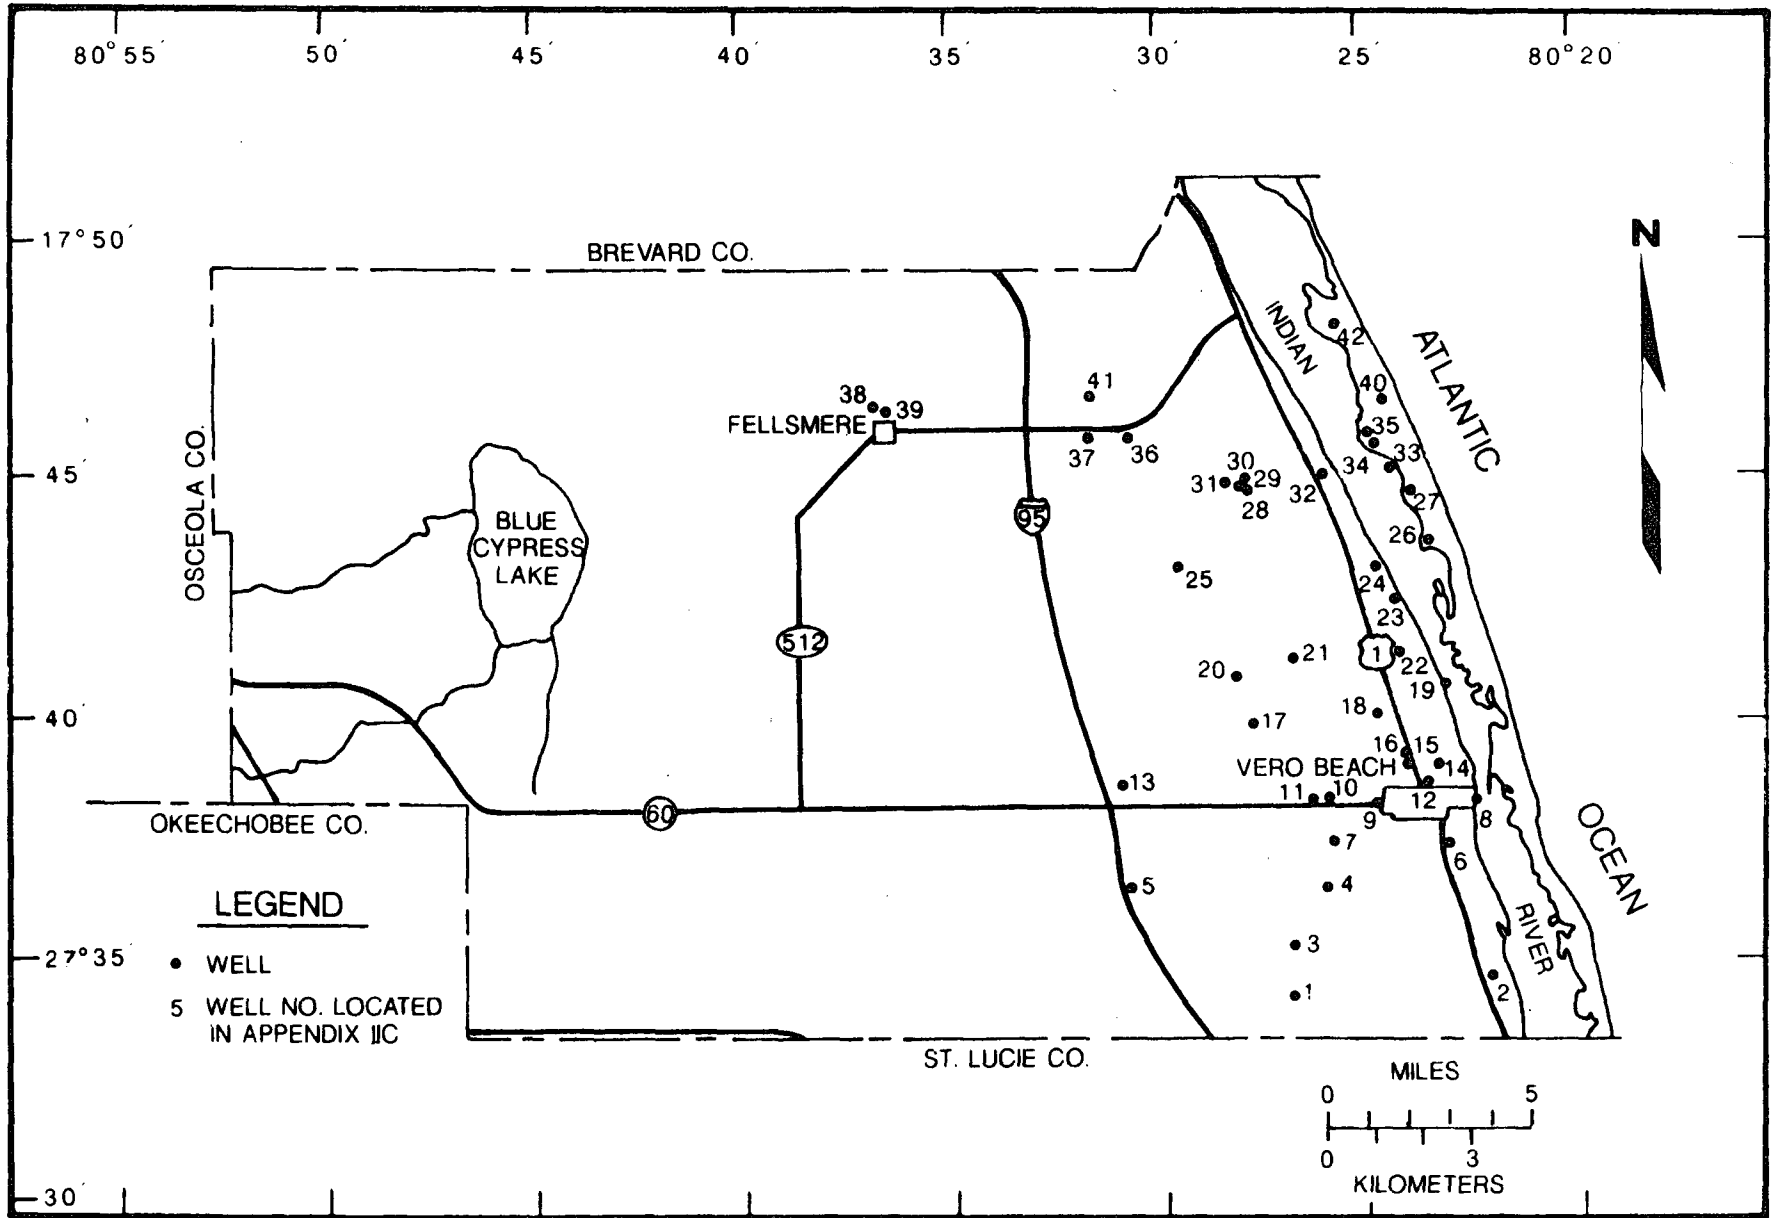 80°55′ 50′ 45′ 40′ 35′ 30′ 25′ 80°20′
17°50′
N
BREVARD CO.
INDIAN
42
ATLANTIC
41
40
38
39
FELLSMERE
35
37
36
34
33
45
OSCEOLA CO.
30
31
29
28
32
27
95
BLUE
CYPRESS
LAKE
26
25
24
23
512
1
21
22
20
19
18
40′
17
16
15
VERO BEACH
14
13
11
10
12
60
9
8
OKEECHOBEE CO.
OCEAN
7
6
5
4
LEGEND
RIVER
3
27°35
WELL
2
1
5 WELL NO. LOCATED
IN APPENDIX IIC
ST. LUCIE CO.
MILES
0 5
0 3
KILOMETERS
30′